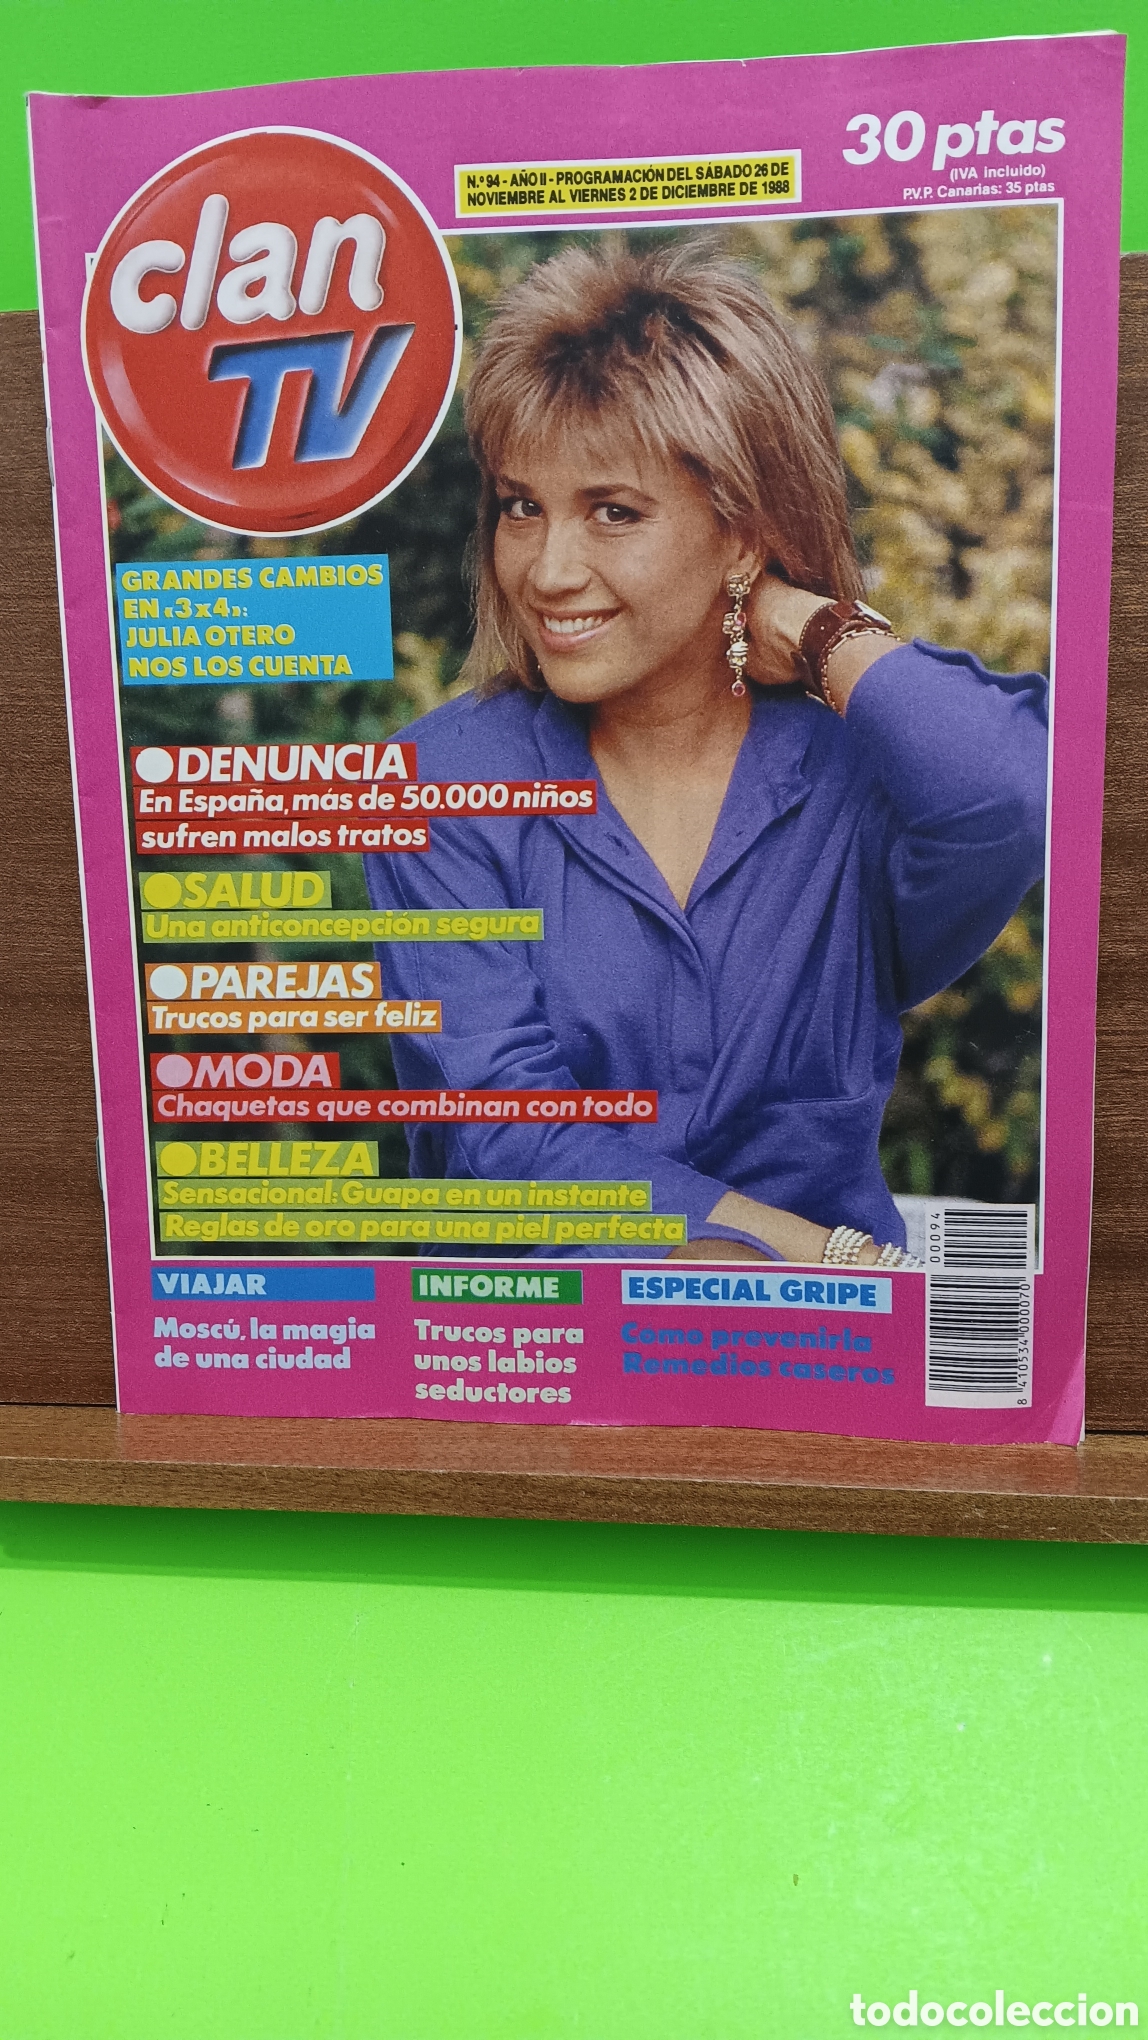 clan
TV
N.º 94 - AÑO II - PROGRAMACIÓN DEL SÁBADO 26 DE
NOVIEMBRE AL VIERNES 2 DE DICIEMBRE DE 1988
30 ptas
(IVA incluido)
P.V.P. Canarias: 35 ptas
GRANDES CAMBIOS
EN «3x4»:
JULIA OTERO
NOS LOS CUENTA
DENUNCIA
En España, más de 50.000 niños
sufren malos tratos
SALUD
Una anticoncepción segura
PAREJAS
Trucos para ser feliz
MODA
Chaquetas que combinan con todo
BELLEZA
Sensacional: Guapa en un instante
Reglas de oro para una piel perfecta
VIAJAR
Moscú, la magia
de una ciudad
INFORME
Trucos para
unos labios
seductores
ESPECIAL GRIPE
Como prevenirla
Remedios caseros
00094
8 410534 000070
todocoleccion